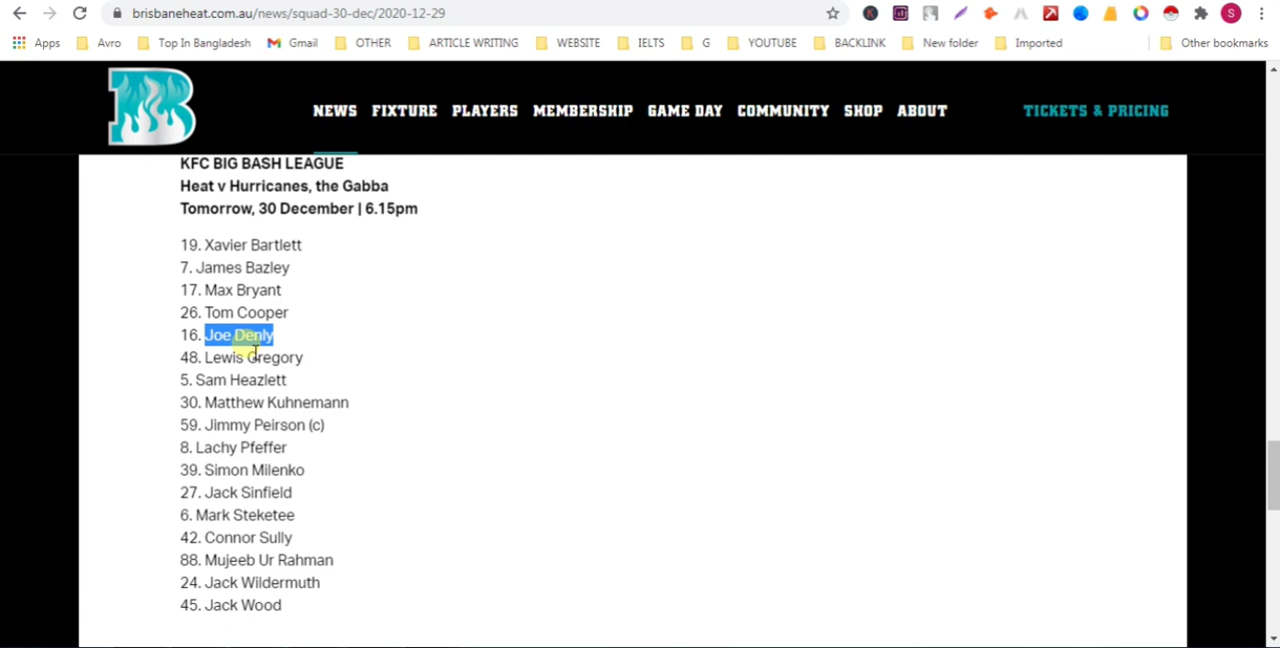 brisbaneheat.com.au/news/squad-30-dec/2020-12-29
Apps Avro Top In Bangladesh Gmail OTHER ARTICLE WRITING WEBSITE IELTS G YOUTUBE BACKLINK New folder Imported Other bookmarks
B NEWS FIXTURE PLAYERS MEMBERSHIP GAME DAY COMMUNITY SHOP ABOUT TICKETS & PRICING
KFC BIG BASH LEAGUE
Heat v Hurricanes, the Gabba
Tomorrow, 30 December | 6.15pm
19. Xavier Bartlett
7. James Bazley
17. Max Bryant
26. Tom Cooper
16. Joe Denly
48. Lewis Gregory
5. Sam Heazlett
30. Matthew Kuhnemann
59. Jimmy Peirson (c)
8. Lachy Pfeffer
39. Simon Milenko
27. Jack Sinfield
6. Mark Steketee
42. Connor Sully
88. Mujeeb Ur Rahman
24. Jack Wildermuth
45. Jack Wood